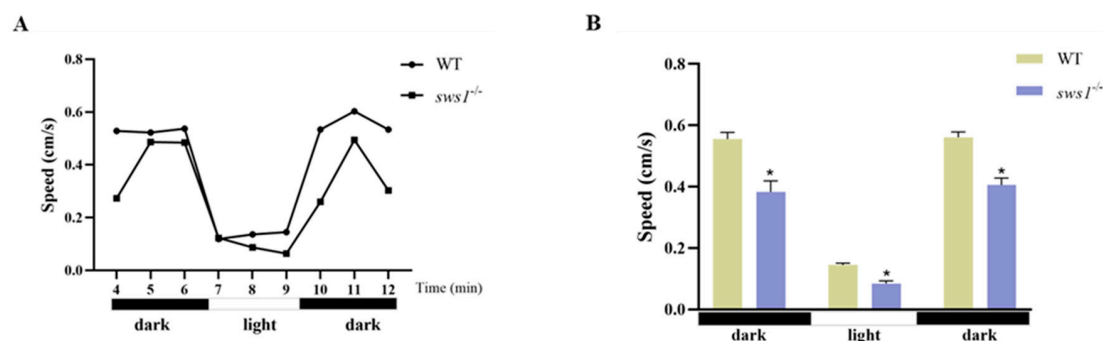 A
0.8
0.6
0.4
0.2
0.0
Speed (cm/s)
WT
sws1-/-
4 5 6 7 8 9 10 11 12 Time (min)
dark light dark
B
0.8
0.6
0.4
0.2
0.0
Speed (cm/s)
WT
sws1-/-
* * *
dark light dark